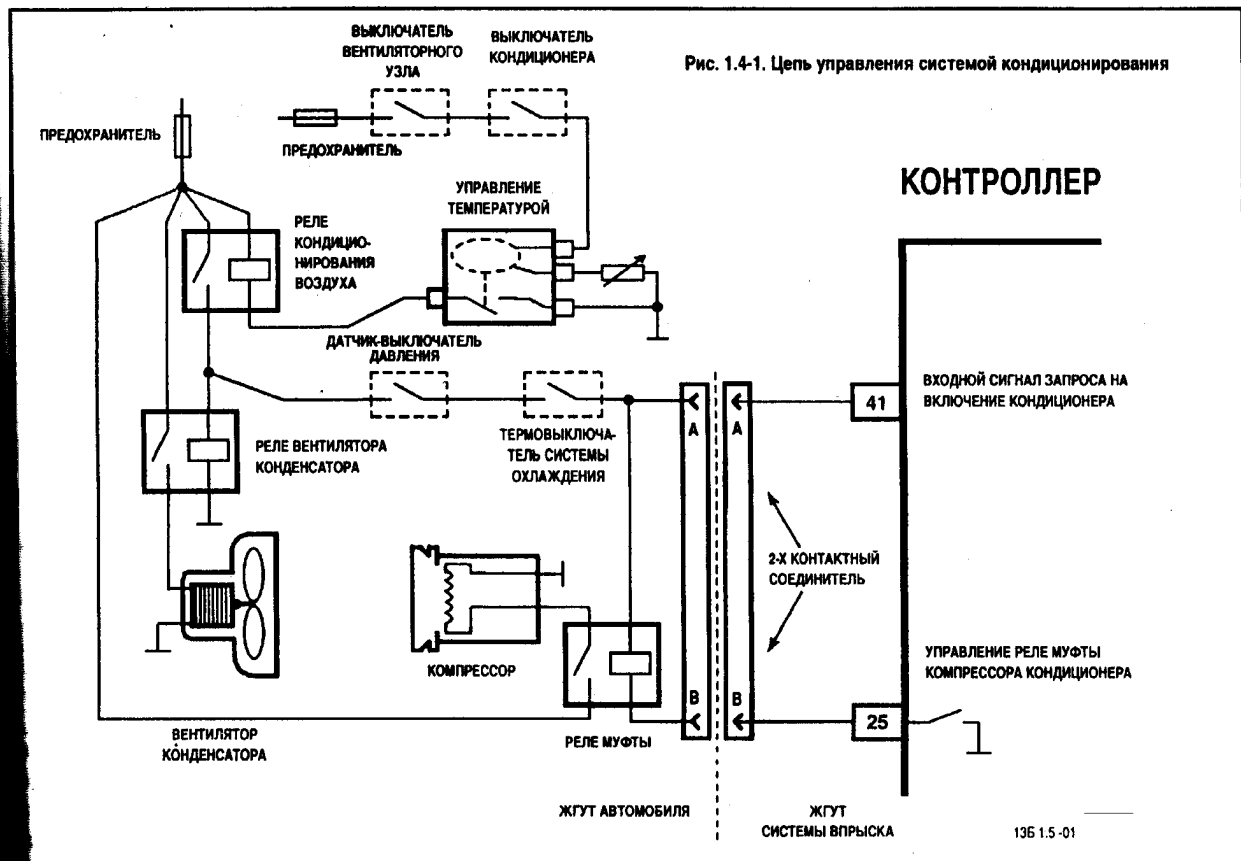 ВЫКЛЮЧАТЕЛЬ
ВЕНТИЛЯТОРНОГО
УЗЛА
ВЫКЛЮЧАТЕЛЬ
КОНДИЦИОНЕРА
Рис. 1.4-1. Цепь управления системой кондиционирования
ПРЕДОХРАНИТЕЛЬ
ПРЕДОХРАНИТЕЛЬ
УПРАВЛЕНИЕ
ТЕМПЕРАТУРОЙ
КОНТРОЛЛЕР
РЕЛЕ
КОНДИЦИО-
НИРОВАНИЯ
ВОЗДУХА
ДАТЧИК-ВЫКЛЮЧАТЕЛЬ
ДАВЛЕНИЯ
ВХОДНОЙ СИГНАЛ ЗАПРОСА НА
ВКЛЮЧЕНИЕ КОНДИЦИОНЕРА
41
А
А
РЕЛЕ ВЕНТИЛЯТОРА
КОНДЕНСАТОРА
ТЕРМОВЫКЛЮЧА-
ТЕЛЬ СИСТЕМЫ
ОХЛАЖДЕНИЯ
2-Х КОНТАКТНЫЙ
СОЕДИНИТЕЛЬ
КОМПРЕССОР
УПРАВЛЕНИЕ РЕЛЕ МУФТЫ
КОМПРЕССОРА КОНДИЦИОНЕРА
В
В
25
ВЕНТИЛЯТОР
КОНДЕНСАТОРА
РЕЛЕ МУФТЫ
ЖГУТ АВТОМОБИЛЯ
ЖГУТ
СИСТЕМЫ ВПРЫСКА
13Б 1.5 -01